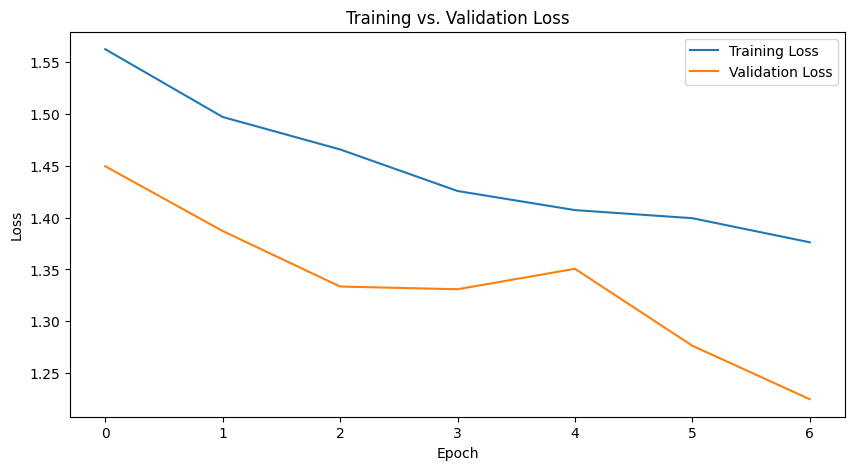 Training vs. Validation Loss
Training Loss
Validation Loss
1.55
1.50
1.45
1.40
1.35
1.30
1.25
Loss
0 1 2 3 4 5 6
Epoch